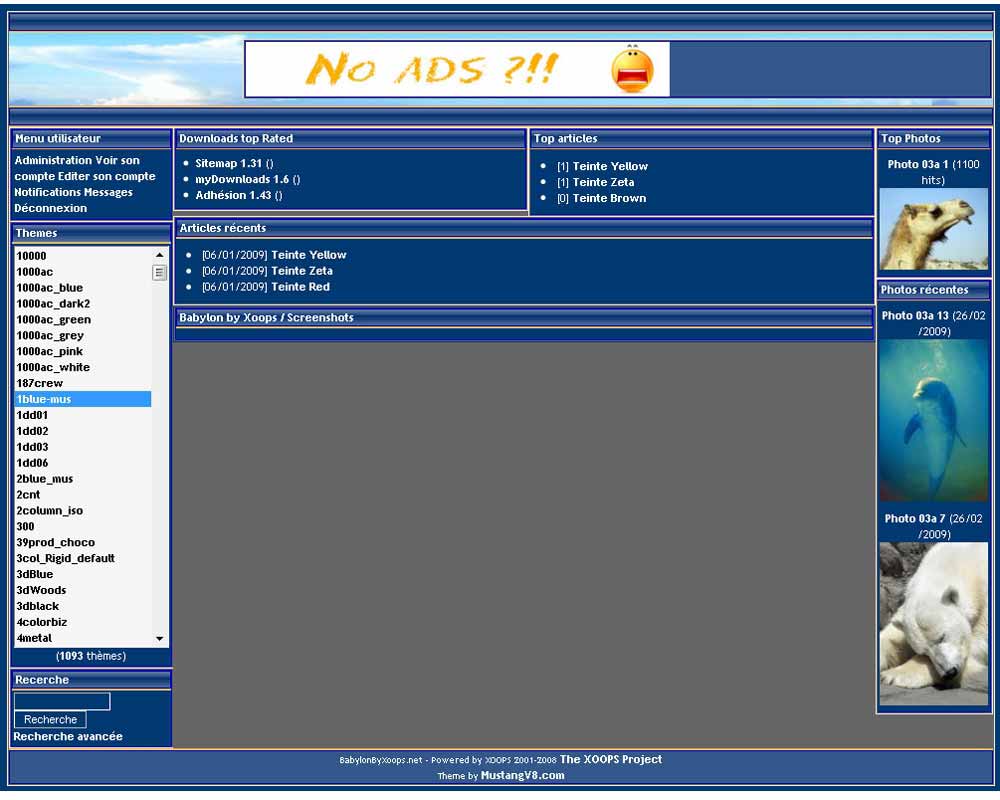 No ADS ?!!
Menu utilisateur
Administration Voir son
compte Editer son compte
Notifications Messages
Déconnexion
Themes
10000
1000ac
1000ac_blue
1000ac_dark2
1000ac_green
1000ac_grey
1000ac_pink
1000ac_white
187crew
1blue-mus
1dd01
1dd02
1dd03
1dd06
2blue_mus
2cnt
2column_iso
300
39prod_choco
3col_Rigid_default
3dBlue
3dWoods
3dblack
4colorbiz
4metal
(1093 thèmes)
Recerche
Recherche
Recherche avancée
Downloads top Rated
Sitemap 1.31 ()
myDownloads 1.6 ()
Adhésion 1.43 ()
Top articles
[1] Teinte Yellow
[1] Teinte Zeta
[0] Teinte Brown
Articles récents
[06/01/2009] Teinte Yellow
[06/01/2009] Teinte Zeta
[06/01/2009] Teinte Red
Babylon by Xoops / Screenshots
Top Photos
Photo 03a 1 (1100
hits)
Photos récentes
Photo 03a 13 (26/02
/2009)
Photo 03a 7 (26/02
/2009)
BabylonByXoops.net - Powered by XOOPS 2001-2008 The XOOPS Project
Theme by MustangV8.com